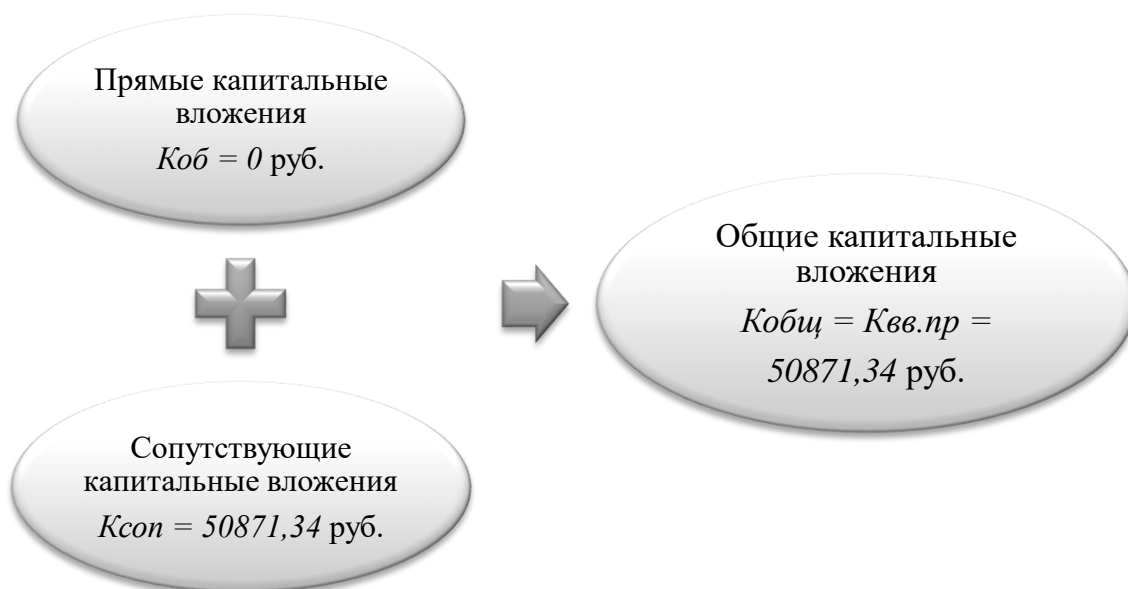 Прямые капитальные
вложения
Коб = 0 руб.
Сопутствующие
капитальные вложения
Ксоп = 50871,34 руб.
Общие капитальные
вложения
Кобщ = Квв.пр =
50871,34 руб.